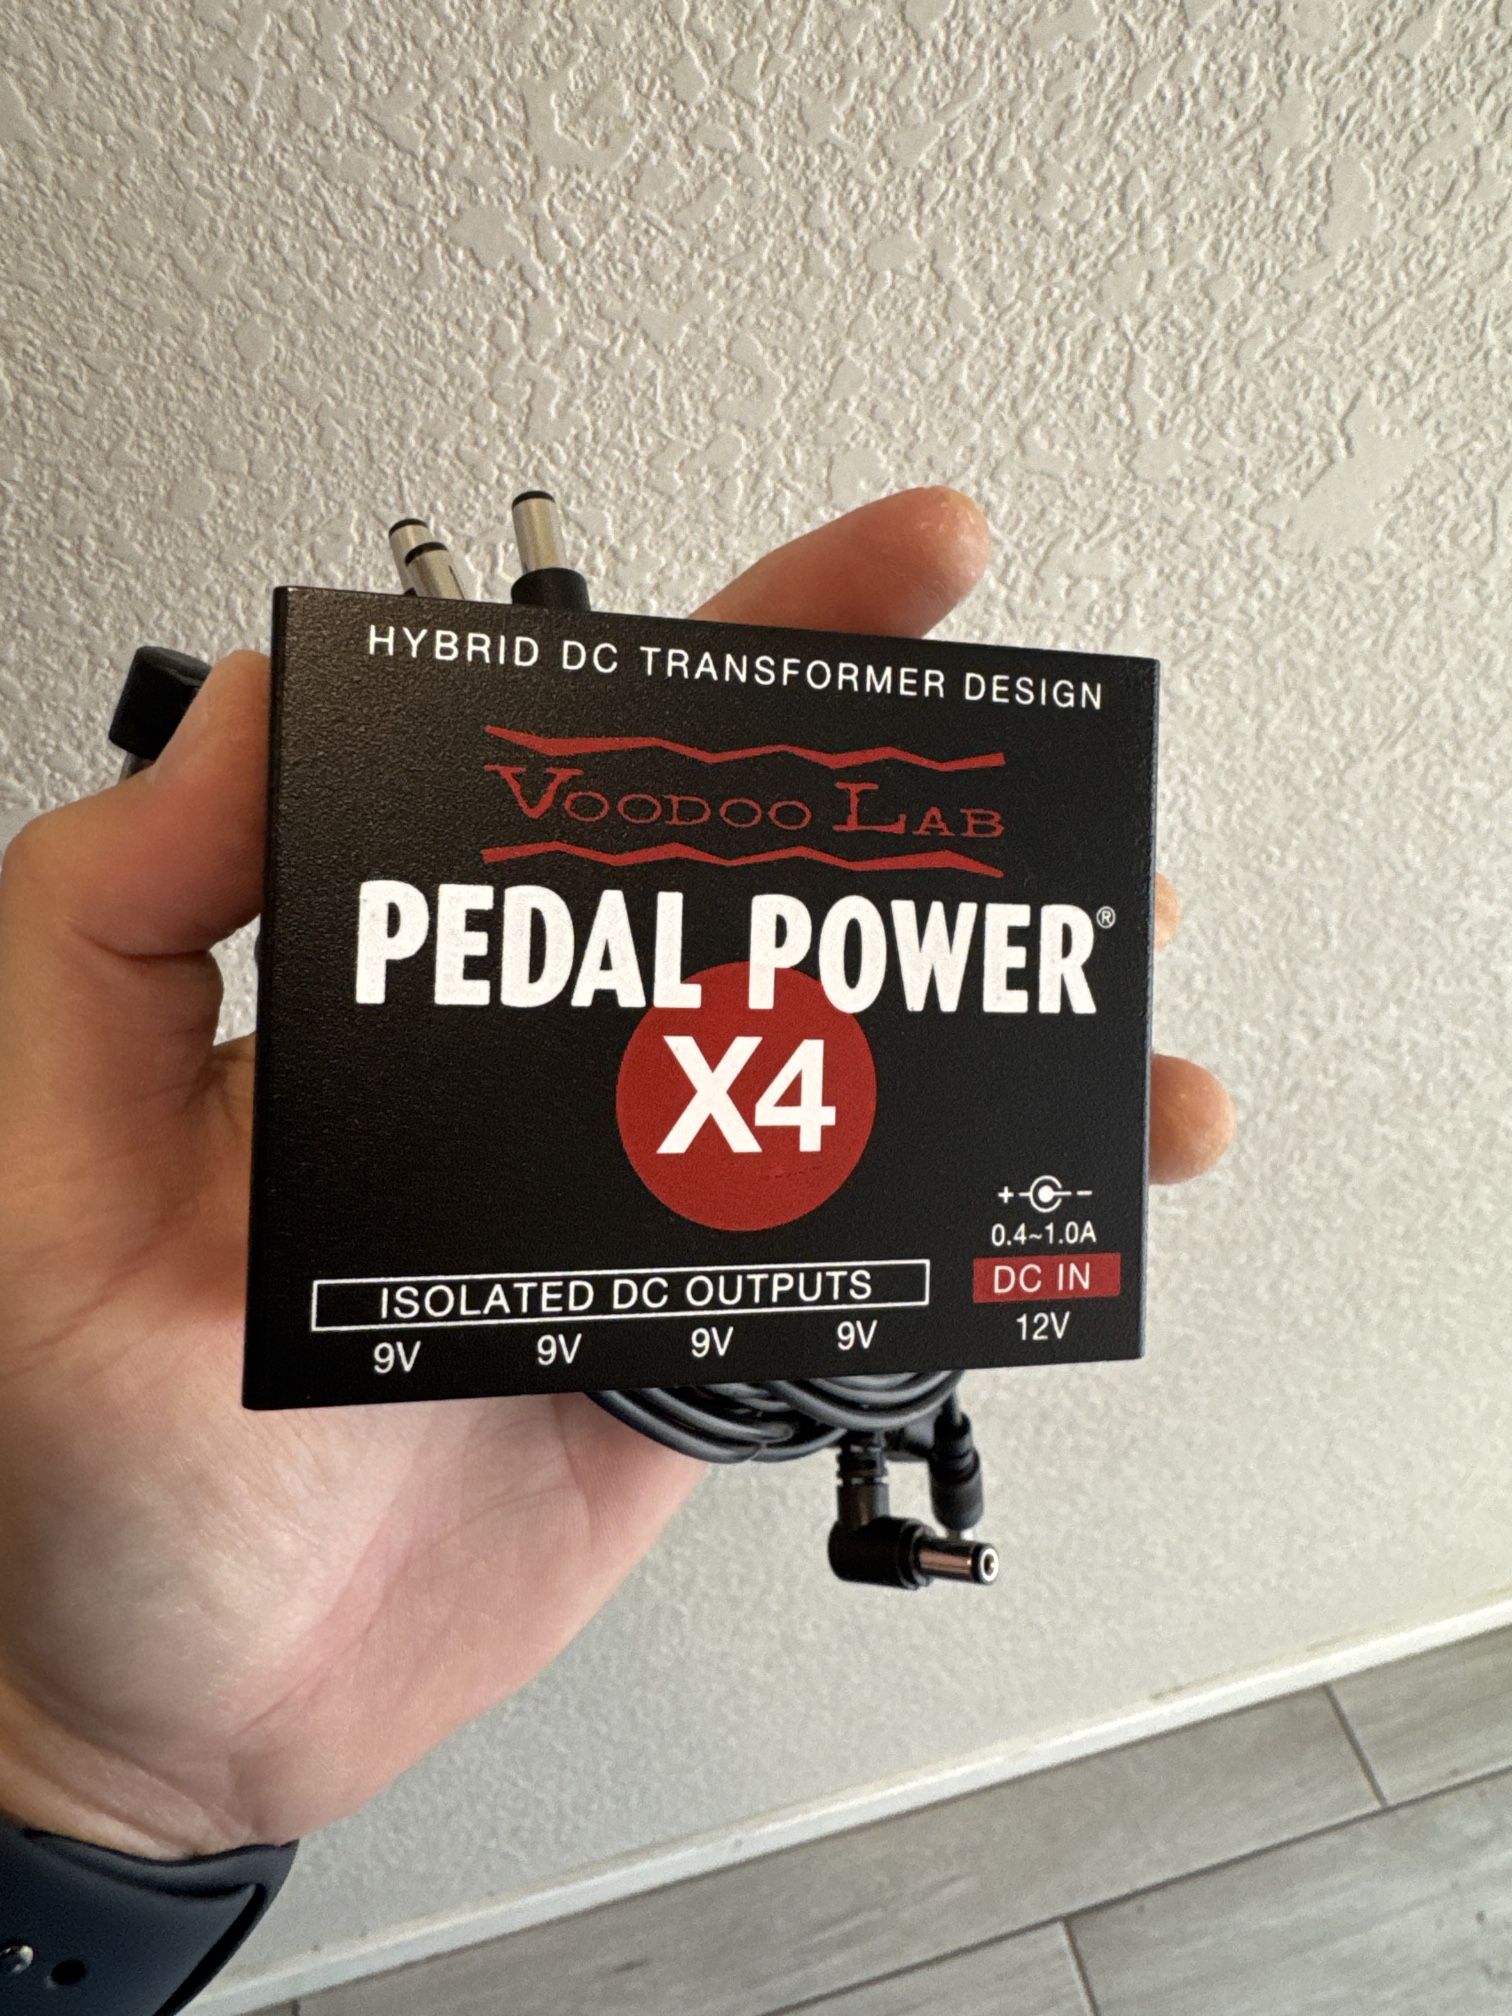 HYBRID DC TRANSFORMER DESIGN
VOODOO LAB
PEDAL POWER®
X4
+ -
0.4~1.0A
ISOLATED DC OUTPUTS DC IN
9V 9V 9V 9V 12V